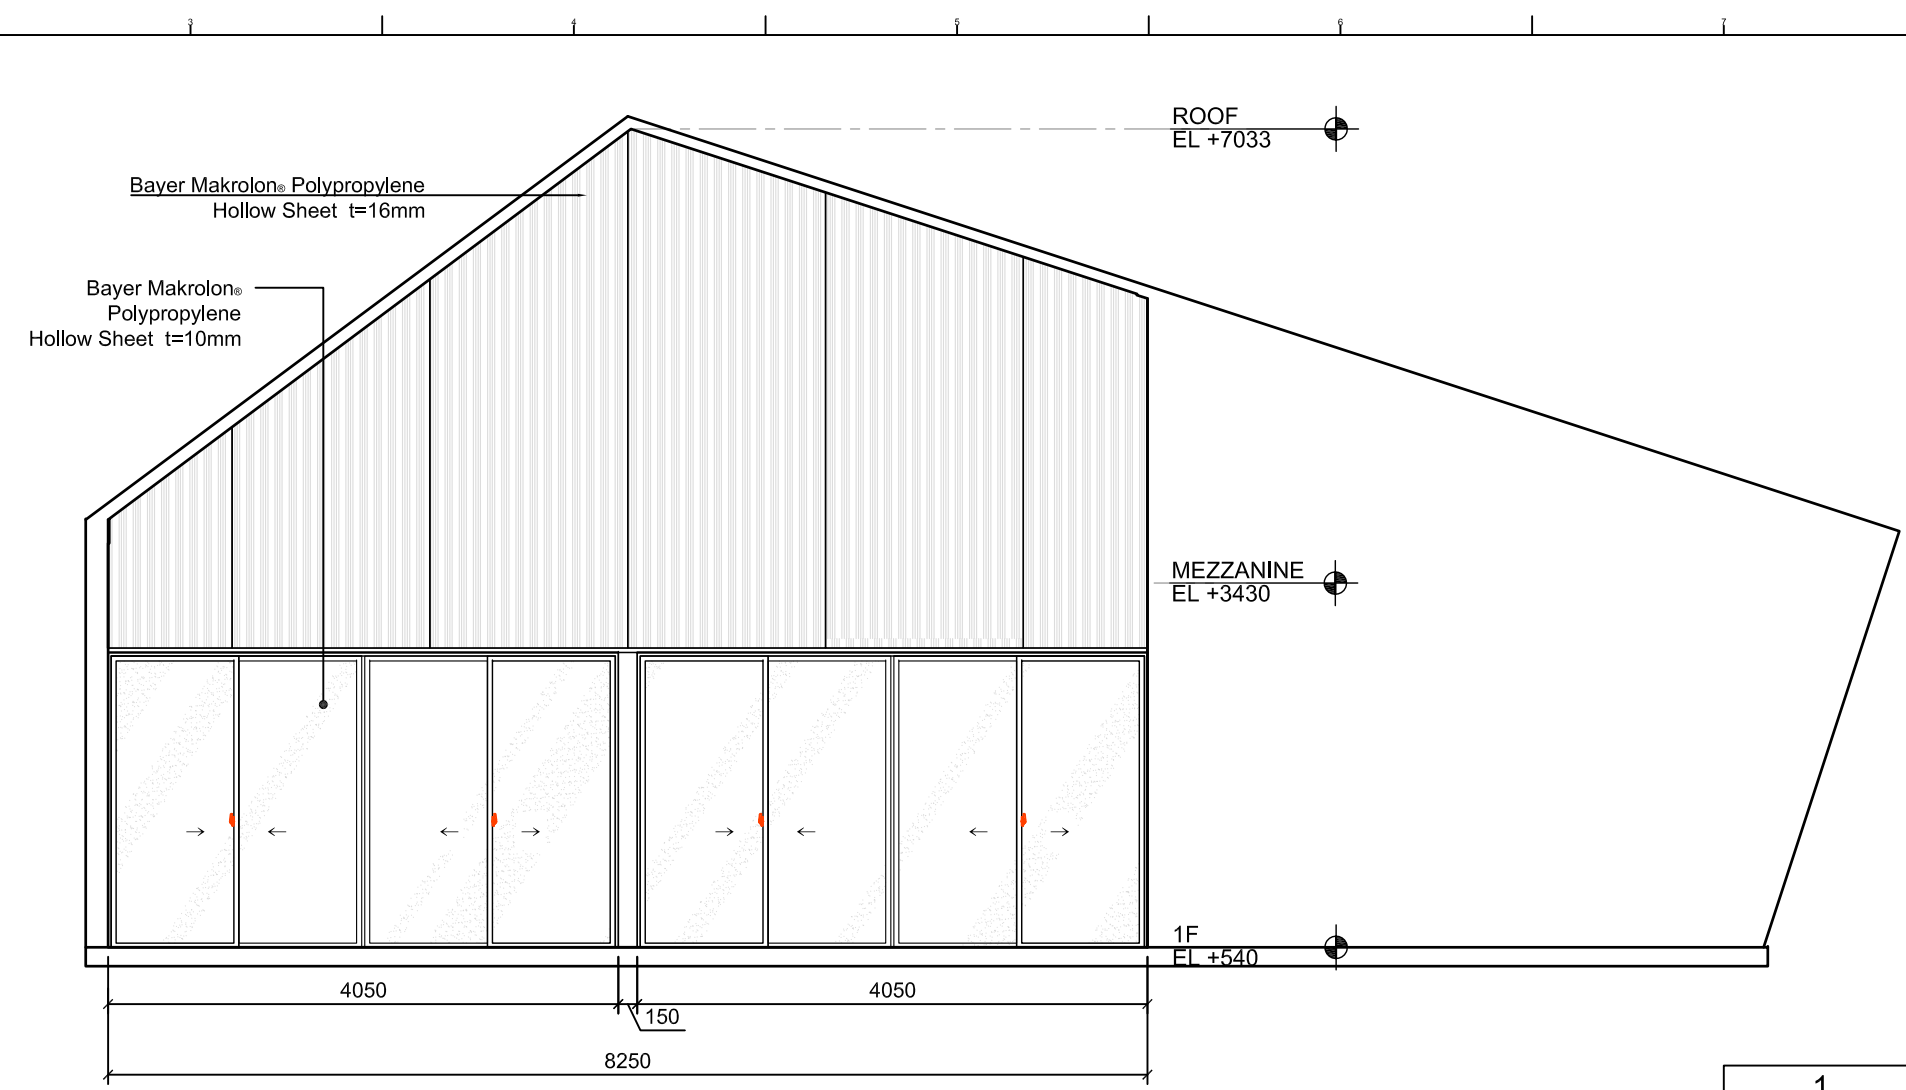 3 4 5 6 7
ROOF
EL +7033
Bayer Makrolon® Polypropylene
Hollow Sheet t=16mm
Bayer Makrolon®
Polypropylene
Hollow Sheet t=10mm
MEZZANINE
EL +3430
1F
EL +540
4050
4050
150
8250
1